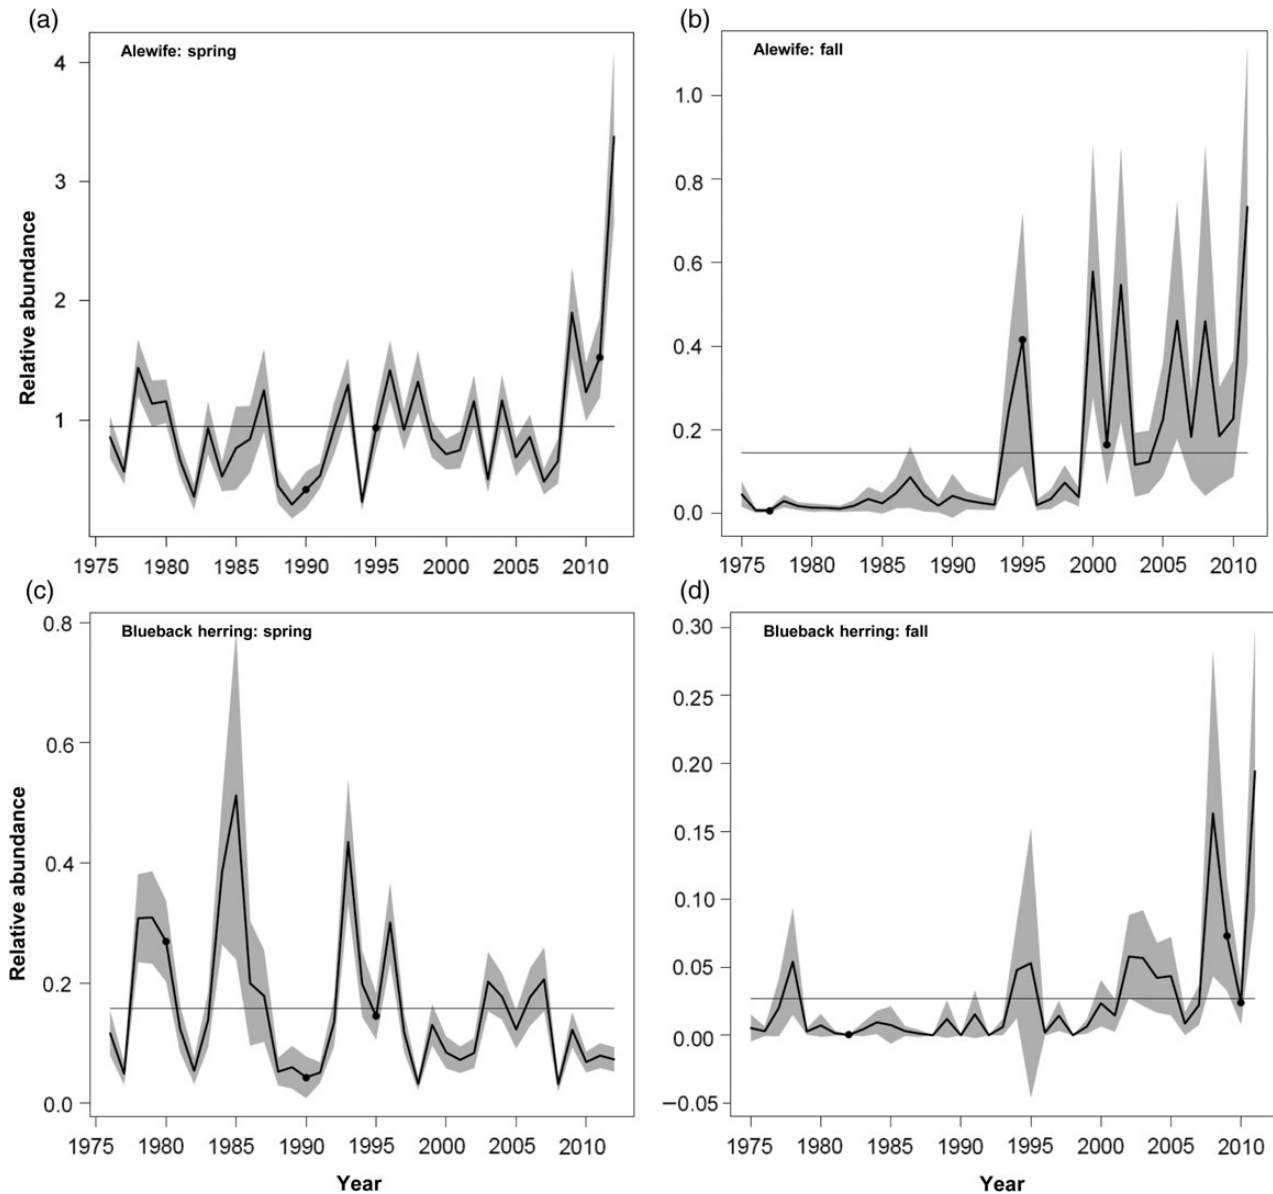 (a)
Alewife: spring
4
3
2
1
Relative abundance
1975 1980 1985 1990 1995 2000 2005 2010
(b)
Alewife: fall
1.0
0.8
0.6
0.4
0.2
0.0
1975 1980 1985 1990 1995 2000 2005 2010
(c)
Blueback herring: spring
0.8
0.6
0.4
0.2
0.0
Relative abundance
1975 1980 1985 1990 1995 2000 2005 2010
Year
(d)
Blueback herring: fall
0.30
0.25
0.20
0.15
0.10
0.05
0.00
−0.05
1975 1980 1985 1990 1995 2000 2005 2010
Year